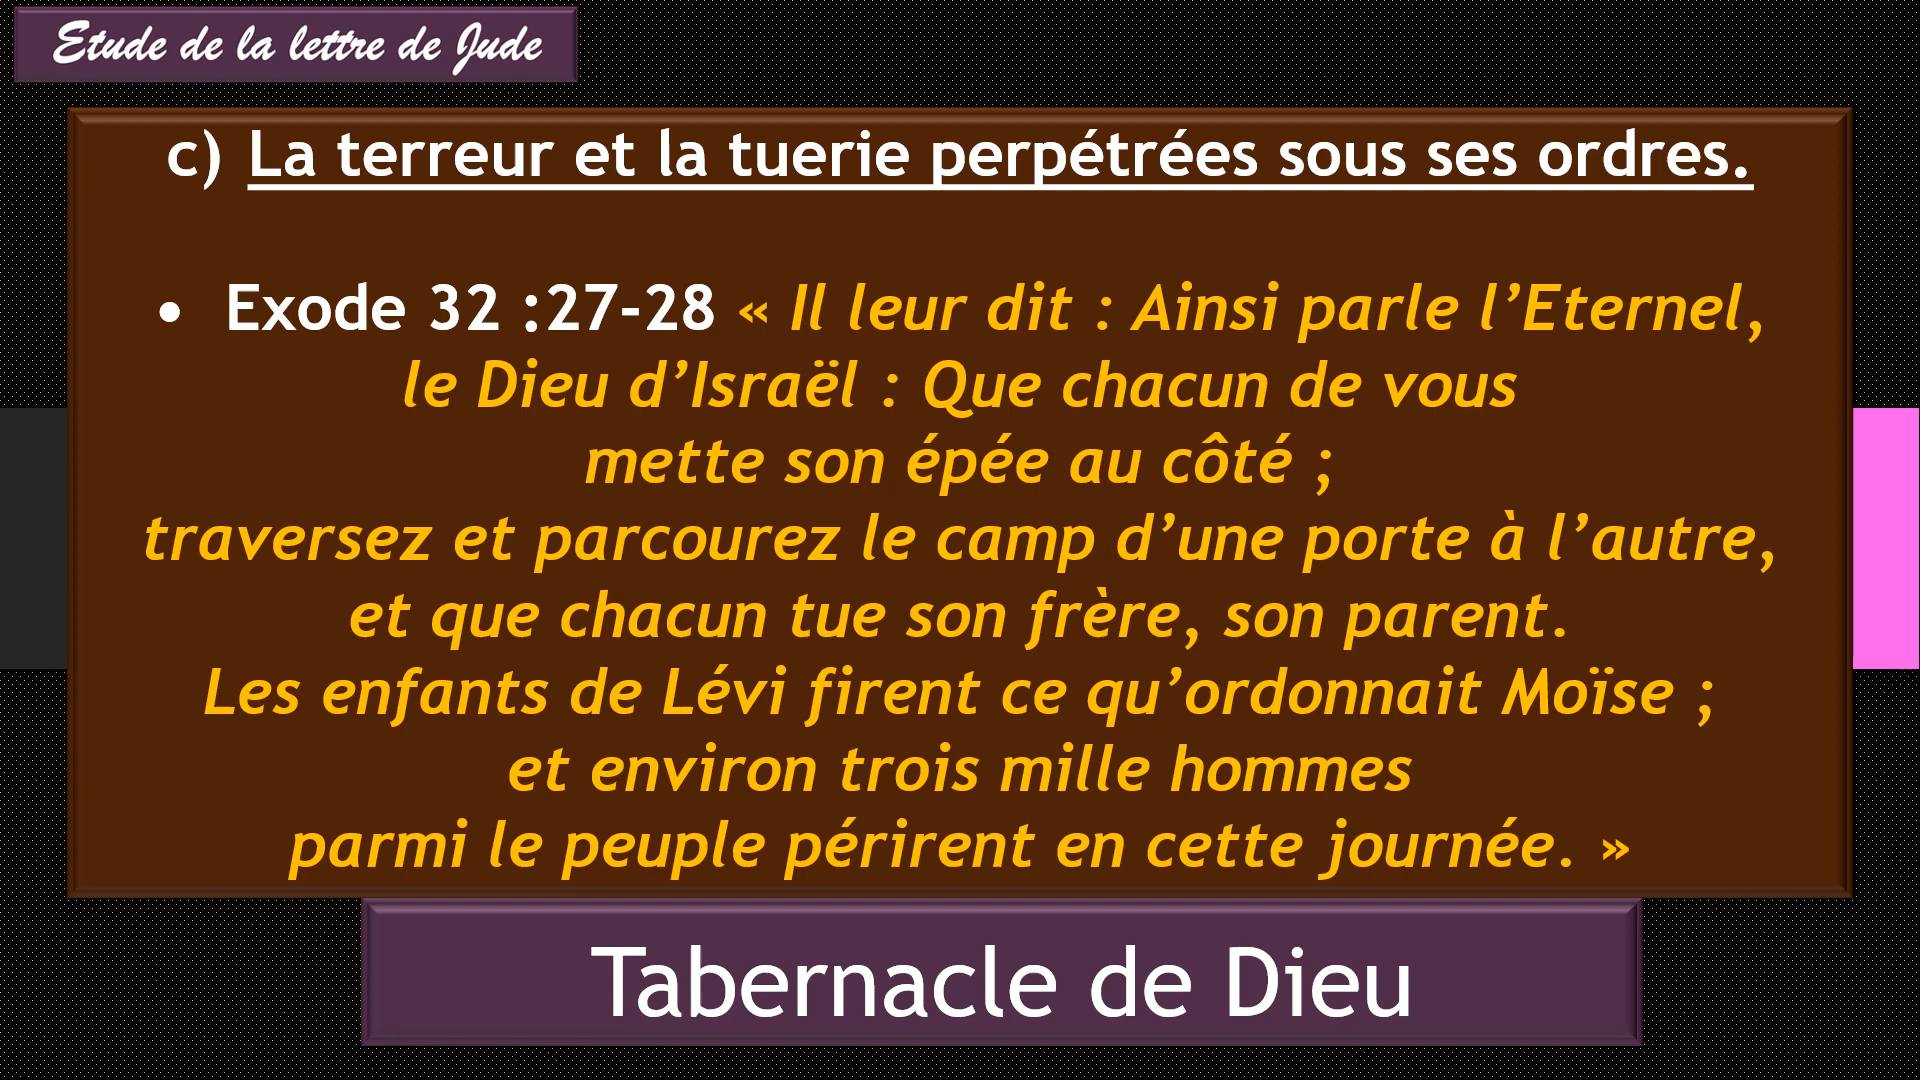 Etude de la lettre de Jude
c) La terreur et la tuerie perpétrées sous ses ordres.
• Exode 32 :27-28 « Il leur dit : Ainsi parle l’Eternel,
le Dieu d’Israël : Que chacun de vous
mette son épée au côté ;
traversez et parcourez le camp d’une porte à l’autre,
et que chacun tue son frère, son parent.
Les enfants de Lévi firent ce qu’ordonnait Moïse ;
et environ trois mille hommes
parmi le peuple périrent en cette journée. »
Tabernacle de Dieu